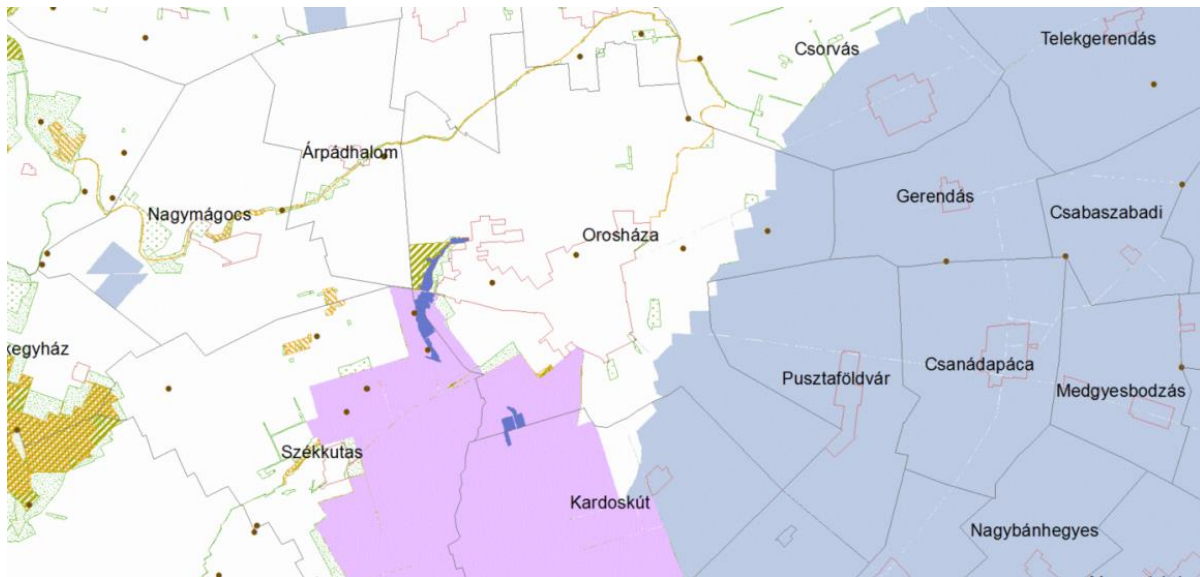 Telekgerendás
Csorvás
Árpádhalom
Gerendás
Nagymágocs
Csabaszabadi
Orosháza
kegyház
Csanádapáca
Pusztaföldvár
Medgyesbodzás
Székkutas
Kardoskút
Nagybánhegyes